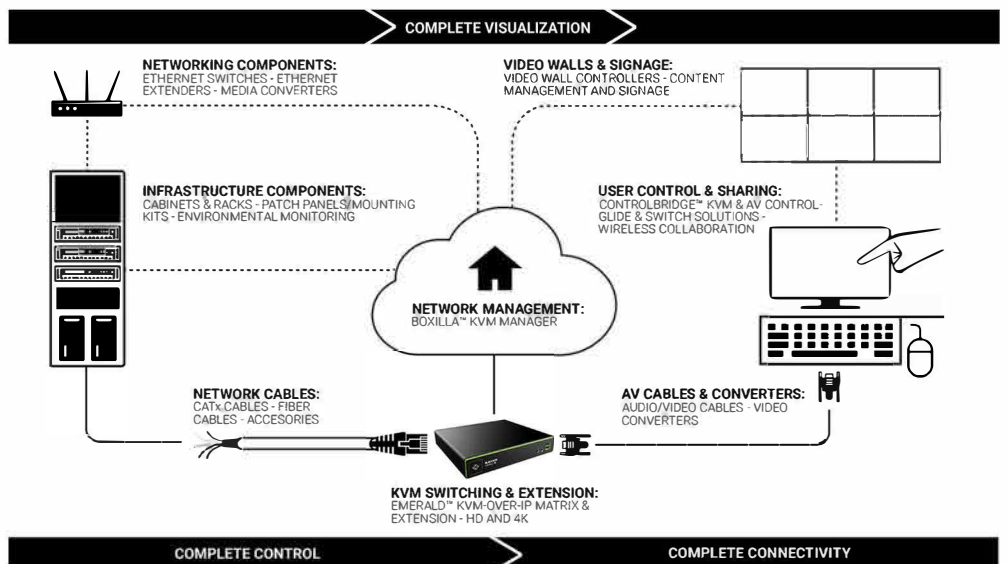 COMPLETE VISUALIZATION
NETWORKING COMPONENTS:
ETHERNET SWITCHES - ETHERNET
EXTENDERS - MEDIA CONVERTERS
VIDEO WALLS & SIGNAGE:
VIDEO WALL CONTROLLERS - CONTENT
MANAGEMENT AND SIGNAGE
INFRASTRUCTURE COMPONENTS:
CABINETS & RACKS - PATCH PANELS/MOUNTING
KITS - ENVIRONMENTAL MONITORING
USER CONTROL & SHARING:
CONTROLBRIDGE™ KVM & AV CONTROL-
GLIDE & SWITCH SOLUTIONS -
WIRELESS COLLABORATION
NETWORK MANAGEMENT:
BOXILLA™ KVM MANAGER
NETWORK CABLES:
CATx CABLES - FIBER
CABLES - ACCESORIES
AV CABLES & CONVERTERS:
AUDIO/VIDEO CABLES - VIDEO
CONVERTERS
KVM SWITCHING & EXTENSION:
EMERALD™ KVM-OVER-IP MATRIX &
EXTENSION - HD AND 4K
COMPLETE CONTROL
COMPLETE CONNECTIVITY